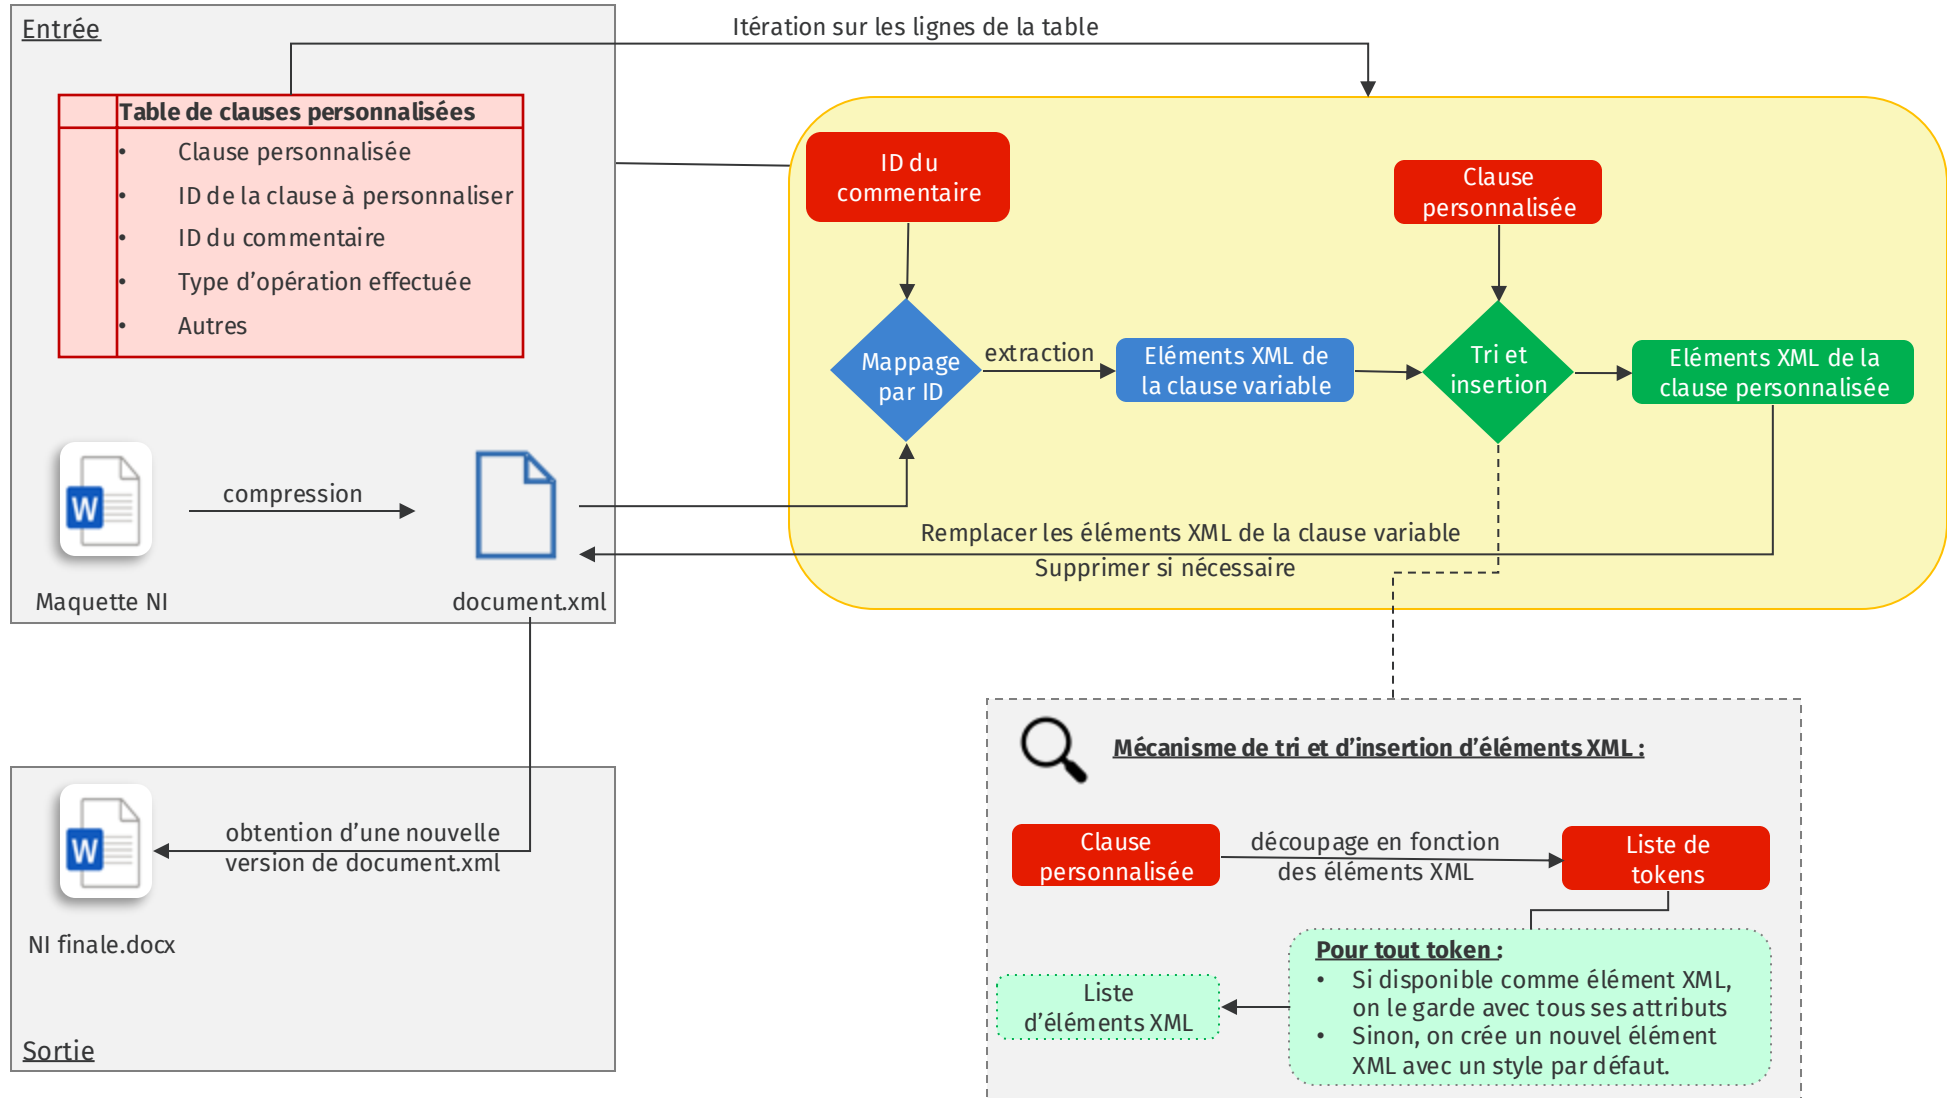 Entrée
Itération sur les lignes de la table
Table de clauses personnalisées
• Clause personnalisée
• ID de la clause à personnaliser
• ID du commentaire
• Type d’opération effectuée
• Autres
ID du
commentaire
Clause
personnalisée
Mappage
par ID
extraction
Eléments XML de
la clause variable
Tri et
insertion
Eléments XML de la
clause personnalisée
W
compression
Maquette NI
document.xml
Remplacer les éléments XML de la clause variable
Supprimer si nécessaire
W
obtention d’une nouvelle
version de document.xml
NI finale.docx
Sortie
Mécanisme de tri et d’insertion d’éléments XML :
Clause
personnalisée
découpage en fonction
des éléments XML
Liste de
tokens
Pour tout token :
• Si disponible comme élément XML,
on le garde avec tous ses attributs
• Sinon, on crée un nouvel élément
XML avec un style par défaut.
Liste
d’éléments XML